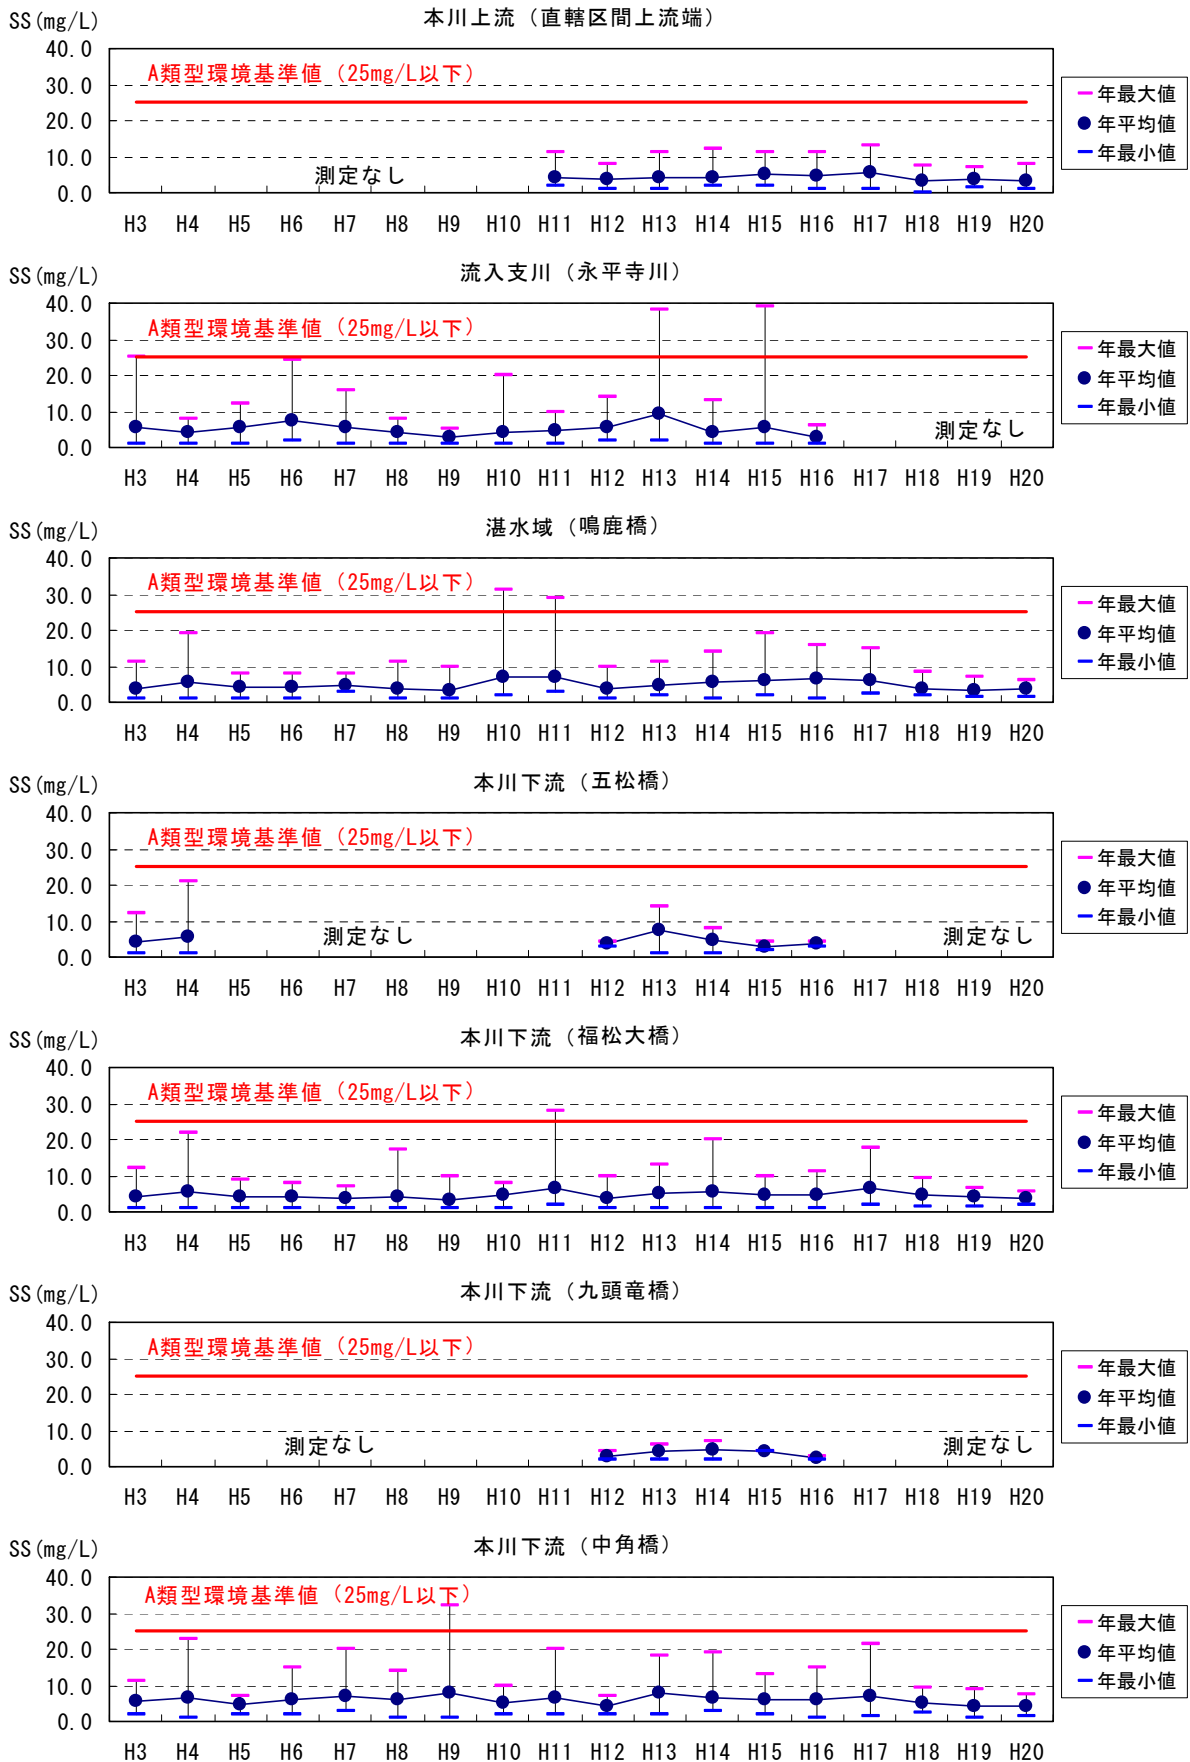 本川上流（直轄区間上流端）
SS(mg/L)
40.0
30.0
20.0
10.0
0.0
A類型環境基準値（25mg/L以下）
測定なし
年最大値
年平均値
年最小値
H3 H4 H5 H6 H7 H8 H9 H10 H11 H12 H13 H14 H15 H16 H17 H18 H19 H20
流入支川（永平寺川）
SS(mg/L)
40.0
30.0
20.0
10.0
0.0
A類型環境基準値（25mg/L以下）
測定なし
年最大値
年平均値
年最小値
H3 H4 H5 H6 H7 H8 H9 H10 H11 H12 H13 H14 H15 H16 H17 H18 H19 H20
湛水域（鳴鹿橋）
SS(mg/L)
40.0
30.0
20.0
10.0
0.0
A類型環境基準値（25mg/L以下）
年最大値
年平均値
年最小値
H3 H4 H5 H6 H7 H8 H9 H10 H11 H12 H13 H14 H15 H16 H17 H18 H19 H20
本川下流（五松橋）
SS(mg/L)
40.0
30.0
20.0
10.0
0.0
A類型環境基準値（25mg/L以下）
測定なし
測定なし
年最大値
年平均値
年最小値
H3 H4 H5 H6 H7 H8 H9 H10 H11 H12 H13 H14 H15 H16 H17 H18 H19 H20
本川下流（福松大橋）
SS(mg/L)
40.0
30.0
20.0
10.0
0.0
A類型環境基準値（25mg/L以下）
年最大値
年平均値
年最小値
H3 H4 H5 H6 H7 H8 H9 H10 H11 H12 H13 H14 H15 H16 H17 H18 H19 H20
本川下流（九頭竜橋）
SS(mg/L)
40.0
30.0
20.0
10.0
0.0
A類型環境基準値（25mg/L以下）
測定なし
測定なし
年最大値
年平均値
年最小値
H3 H4 H5 H6 H7 H8 H9 H10 H11 H12 H13 H14 H15 H16 H17 H18 H19 H20
本川下流（中角橋）
SS(mg/L)
40.0
30.0
20.0
10.0
0.0
A類型環境基準値（25mg/L以下）
年最大値
年平均値
年最小値
H3 H4 H5 H6 H7 H8 H9 H10 H11 H12 H13 H14 H15 H16 H17 H18 H19 H20